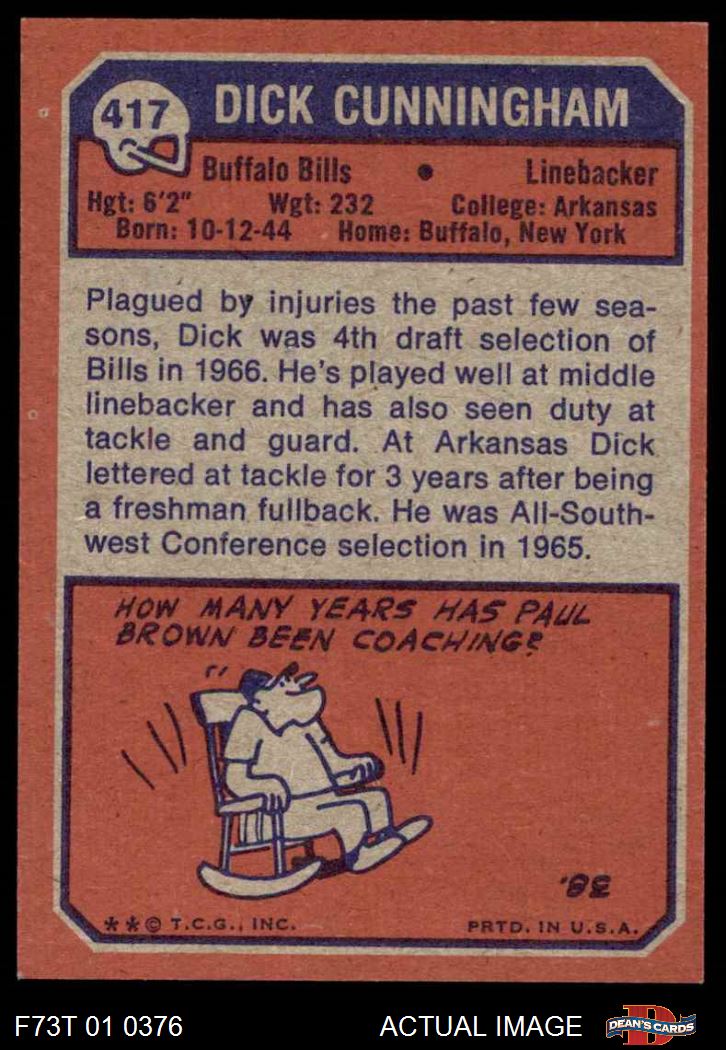 417
DICK CUNNINGHAM
Buffalo Bills • Linebacker
Hgt: 6'2" Wgt: 232 College: Arkansas
Born: 10-12-44 Home: Buffalo, New York
Plagued by injuries the past few sea-
sons, Dick was 4th draft selection of
Bills in 1966. He's played well at middle
linebacker and has also seen duty at
tackle and guard. At Arkansas Dick
lettered at tackle for 3 years after being
a freshman fullback. He was All-South-
west Conference selection in 1965.
HOW MANY YEARS HAS PAUL
BROWN BEEN COACHING?
38.
**© T.C.G., INC. PRTD. IN U.S.A.
F73T 01 0376 ACTUAL IMAGE
D
DEAN'S CARDS